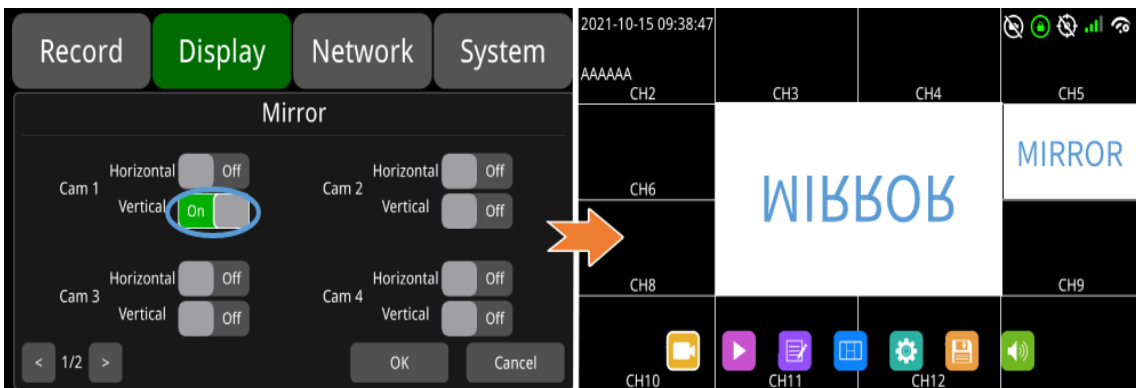 Record Display Network System
Mirror
Cam 1 Horizontal Off
Vertical On
Cam 2 Horizontal Off
Vertical Off
Cam 3 Horizontal Off
Vertical Off
Cam 4 Horizontal Off
Vertical Off
< 1/2 > OK Cancel
2021-10-15 09:38:47
AAAAAA
CH2 CH3 CH4 CH5
MIRROR
MIRROR
CH6
CH8 CH9
CH10 CH11 CH12